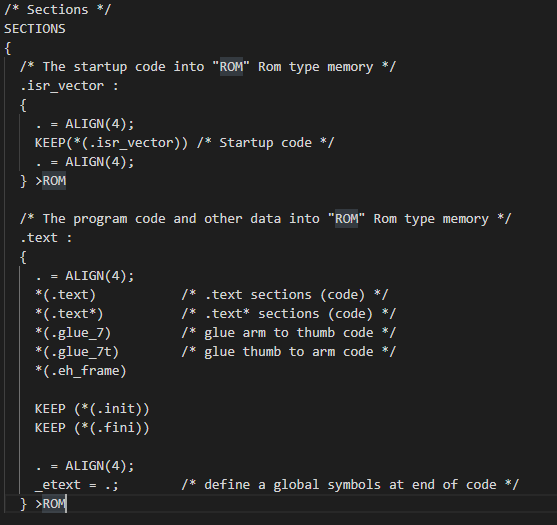 /* Sections */
SECTIONS
{
  /* The startup code into "ROM" Rom type memory */
  .isr_vector :
  {
    . = ALIGN(4);
    KEEP(*(.isr_vector)) /* Startup code */
    . = ALIGN(4);
  } >ROM

  /* The program code and other data into "ROM" Rom type memory */
  .text :
  {
    . = ALIGN(4);
    *(.text)           /* .text sections (code) */
    *(.text*)          /* .text* sections (code) */
    *(.glue_7)         /* glue arm to thumb code */
    *(.glue_7t)        /* glue thumb to arm code */
    *(.eh_frame)

    KEEP (*(.init))
    KEEP (*(.fini))

    . = ALIGN(4);
    _etext = .;        /* define a global symbols at end of code */
  } >ROM